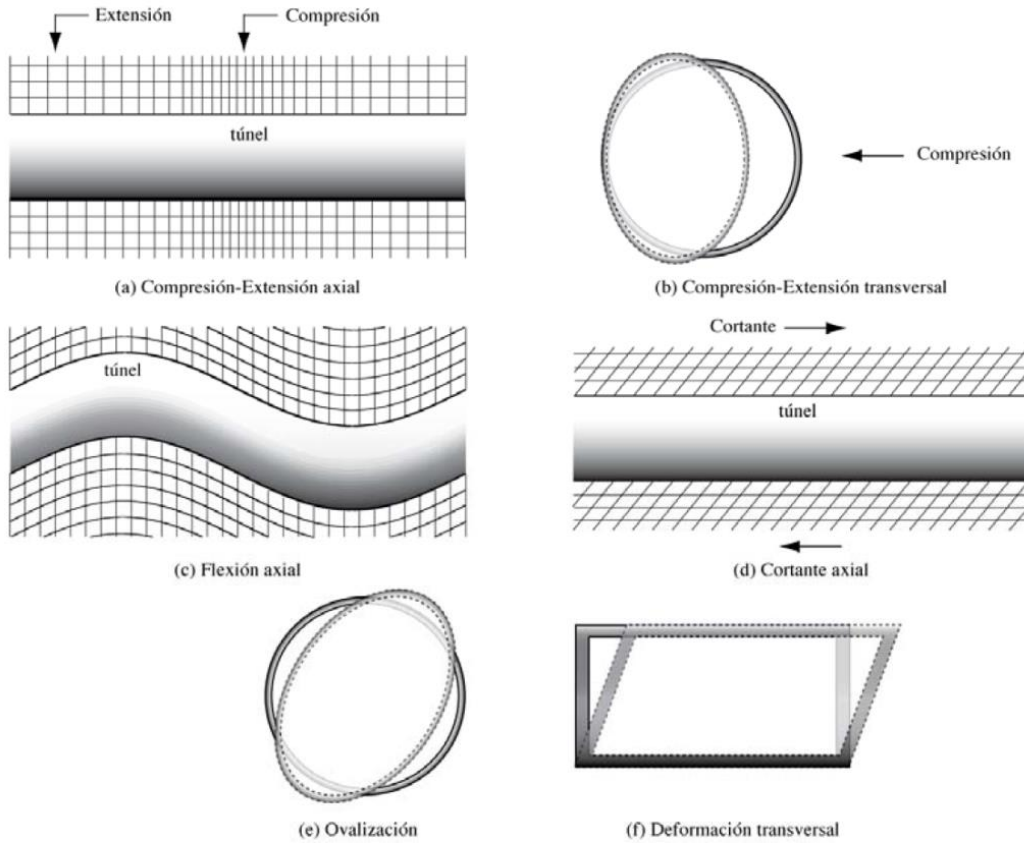 Extensión
Compresión
túnel
(a) Compresión-Extensión axial
Compresión
(b) Compresión-Extensión transversal
túnel
(c) Flexión axial
Cortante
túnel
(d) Cortante axial
(e) Ovalización
(f) Deformación transversal